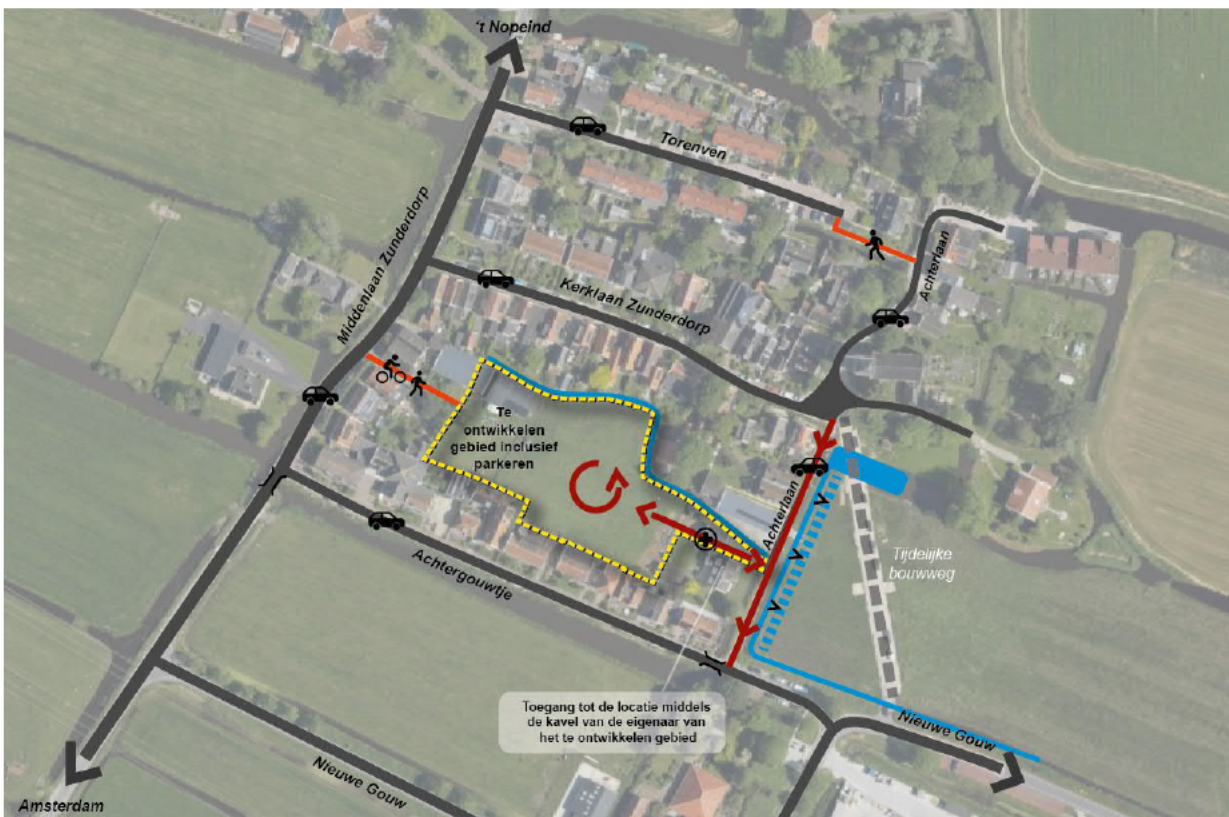 't Nopeind
Torenven
Middenlaan Zunderdorp
Achterlaan
Kerklaan Zunderdorp
Te
ontwikkelen
gebied inclusief
parkeren
Achterlaan
Tijdelijke
bouwweg
Achtergouwtje
Toegang tot de locatie middels
de kavel van de eigenaar van
het te ontwikkelen gebied
Nieuwe Gouw
Nieuwe Gouw
Amsterdam